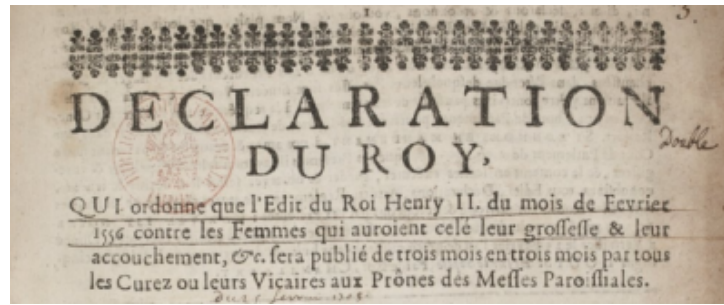 5.
DECLARATION
DU ROY,
Double
QUI ordonne que l'Edit du Roi Henry II. du mois de Fevrier
1556 contre les Femmes qui auroient celé leur grossesse & leur
accouchement, &c. sera publié de trois mois en trois mois par tous
les Curez ou leurs Vicaires aux Prônes des Messes Paroissiales.